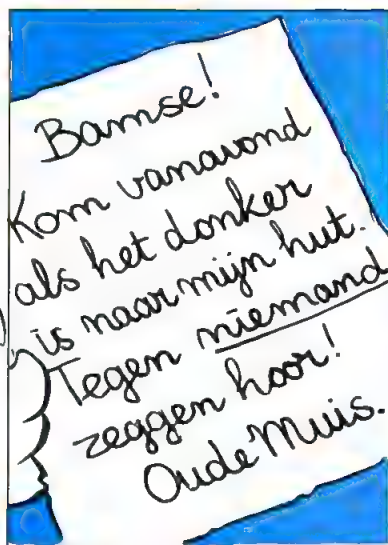 Bamse!
Kom vanavond
als het donker
is naar mijn hut.
Tegen niemand
zeggen hoor!
Oude Muis.